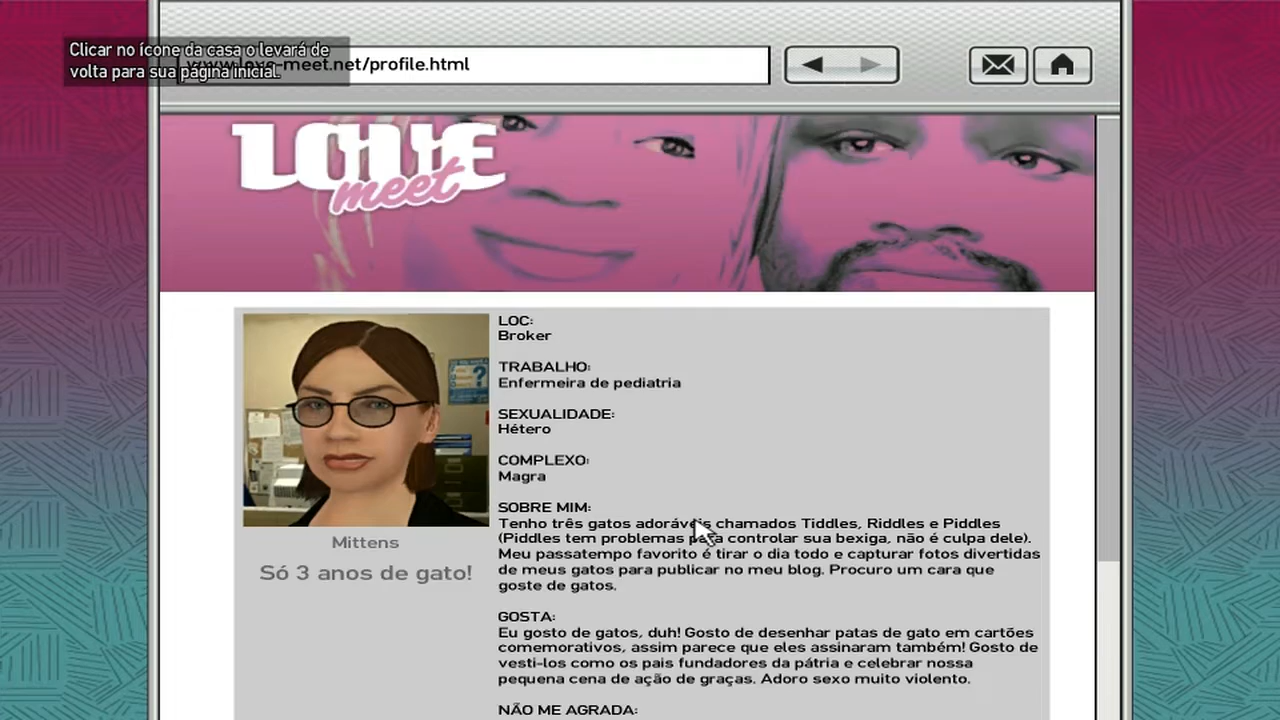 Clicar no ícone da casa o levará de
volta para sua página inicial.
www.love-meet.net/profile.html
LOVE
meet
LOC:
Broker
TRABALHO:
Enfermeira de pediatria
SEXUALIDADE:
Hétero
COMPLEXO:
Magra
SOBRE MIM:
Tenho três gatos adoráveis chamados Tiddles, Riddles e Piddles
(Piddles tem problemas para controlar sua bexiga, não é culpa dele).
Meu passatempo favorito é tirar o dia todo e capturar fotos divertidas
de meus gatos para publicar no meu blog. Procuro um cara que
goste de gatos.
Mittens
Só 3 anos de gato!
GOSTA:
Eu gosto de gatos, duh! Gosto de desenhar patas de gato em cartões
comemorativos, assim parece que eles assinaram também! Gosto de
vesti-los como os pais fundadores da pátria e celebrar nossa
pequena cena de ação de graças. Adoro sexo muito violento.
NÃO ME AGRADA: